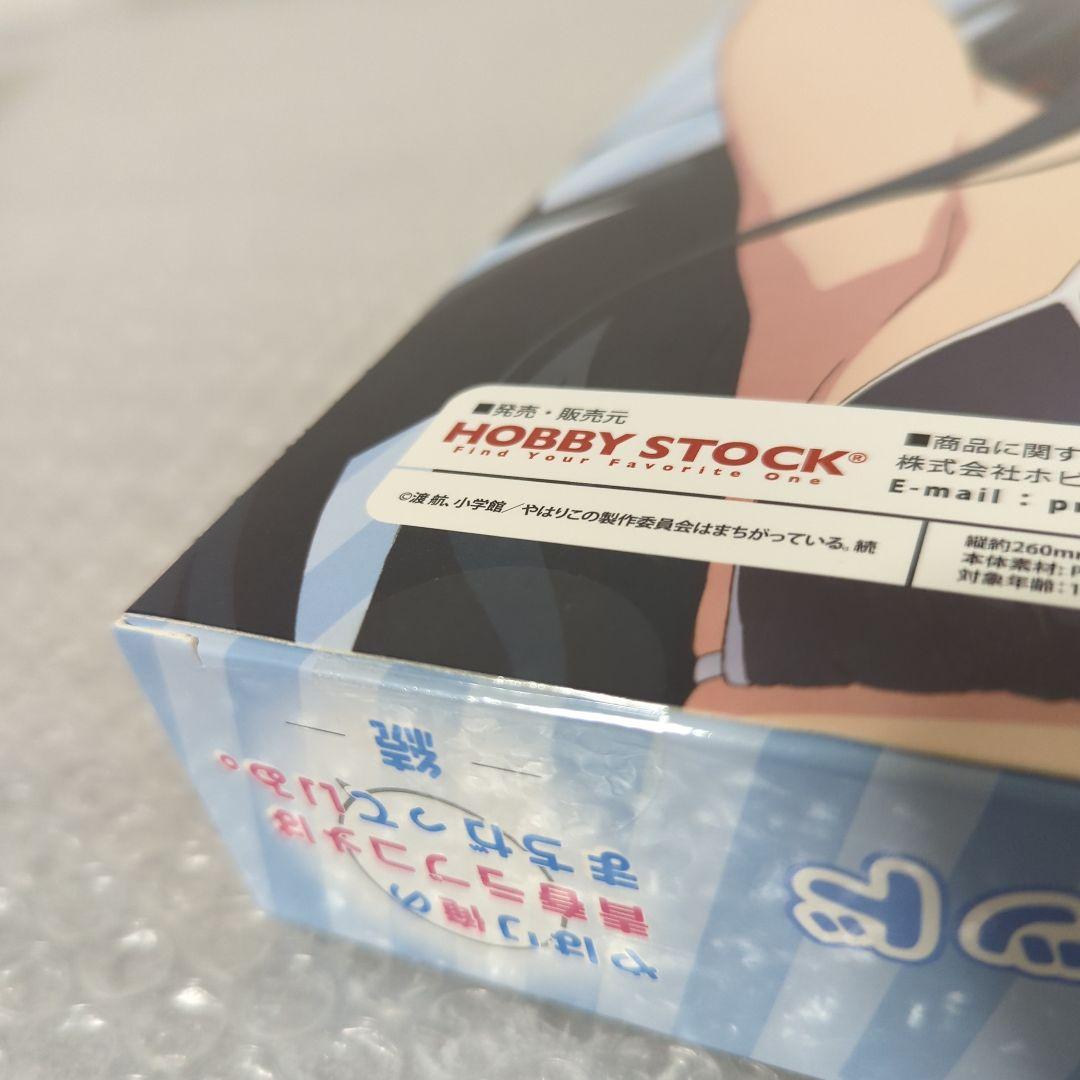 ■発売・販売元
HOBBY STOCK®
Find Your Favorite One
■商品に関す
株式会社ホビ
E-mail : pr
©渡 航、小学館／やはりこの製作委員会はまちがっている。続
縦約260mm
本体素材: P
対象年齢: 1
やはり俺の
青春ラブコメは
まちがっている。
続
ップ